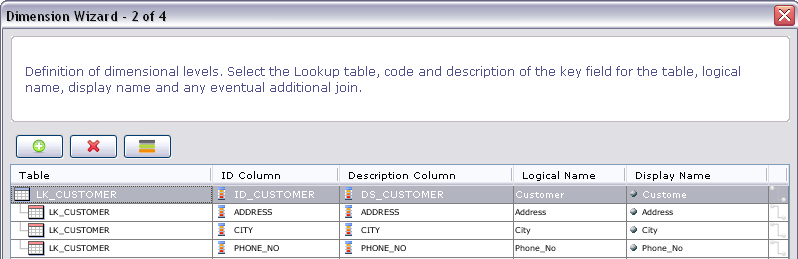 Dimension Wizard - 2 of 4
Definition of dimensional levels. Select the Lookup table, code and description of the key field for the table, logical
name, display name and any eventual additional join.
Table ID Column Description Column Logical Name Display Name
LK_CUSTOMER ID_CUSTOMER DS_CUSTOMER Customer Custome
LK_CUSTOMER ADDRESS ADDRESS Address Address
LK_CUSTOMER CITY CITY City City
LK_CUSTOMER PHONE_NO PHONE_NO Phone_No Phone_No